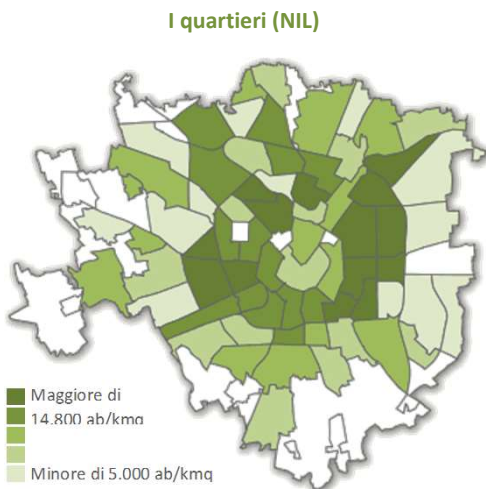 I quartieri (NIL)
Maggiore di
14.800 ab/kmq
Minore di 5.000 ab/kmq